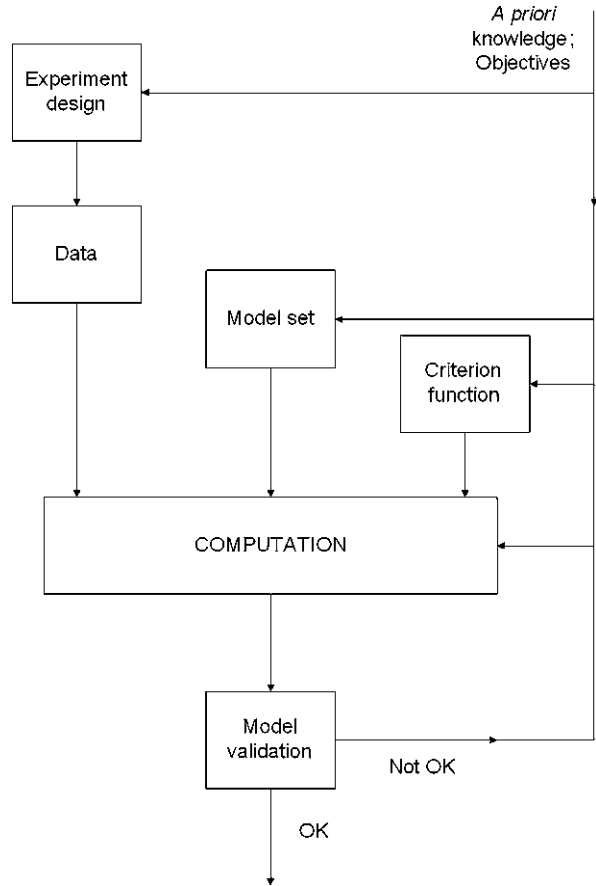 A priori
knowledge;
Objectives
Experiment
design
Data
Model set
Criterion
function
COMPUTATION
Model
validation
Not OK
OK